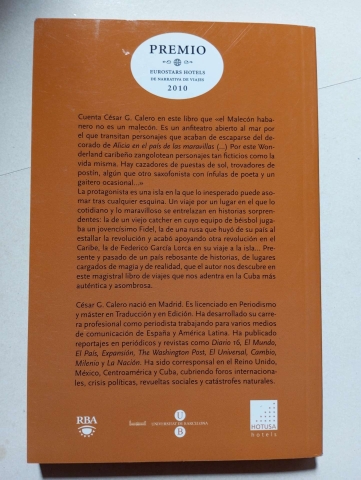 PREMIO
EUROSTARS HOTELS
DE NARRATIVA DE VIAJES
2010
Cuenta César G. Calero en este libro que «el Malecón haba-
nero no es un malecón. Es un anfiteatro abierto al mar por
el que transitan personajes que acaban de escaparse del de-
corado de Alicia en el país de las maravillas (...) Por este Won-
derland caribeño zangolotean personajes tan ficticios como la
vida misma. Hay cazadores de puestas de sol, trovadores de
postín, algún que otro saxofonista con ínfulas de poeta y un
gaitero ocasional...»
La protagonista es una isla en la que lo inesperado puede aso-
mar tras cualquier esquina. Un viaje por un lugar en el que lo
cotidiano y lo maravilloso se entrelazan en historias sorpren-
dentes: la de un viejo catcher en cuyo equipo de béisbol juga-
ba un jovencísimo Fidel, la de una rusa que huyó de su país al
estallar la revolución y acabó apoyando otra revolución en el
Caribe, la de Federico García Lorca en su viaje a la isla... Pre-
sente y pasado de un país rebosante de historias, de lugares
cargados de magia y de realidad, que el autor nos descubre en
este magistral libro de viajes que nos adentra en la Cuba más
auténtica y asombrosa.
César G. Calero nació en Madrid. Es licenciado en Periodismo
y máster en Traducción y en Edición. Ha desarrollado su carre-
ra profesional como periodista trabajando para varios medios
de comunicación de España y América Latina. Ha publicado
reportajes en periódicos y revistas como Diario 16, El Mundo,
El País, Expansión, The Washington Post, El Universal, Cambio,
Milenio y La Nación. Ha sido corresponsal en el Reino Unido,
México, Centroamérica y Cuba, cubriendo foros internaciona-
les, crisis políticas, revueltas sociales y catástrofes naturales.
RBA
U
B
UNIVERSITAT DE BARCELONA
HOTUSA
hotels